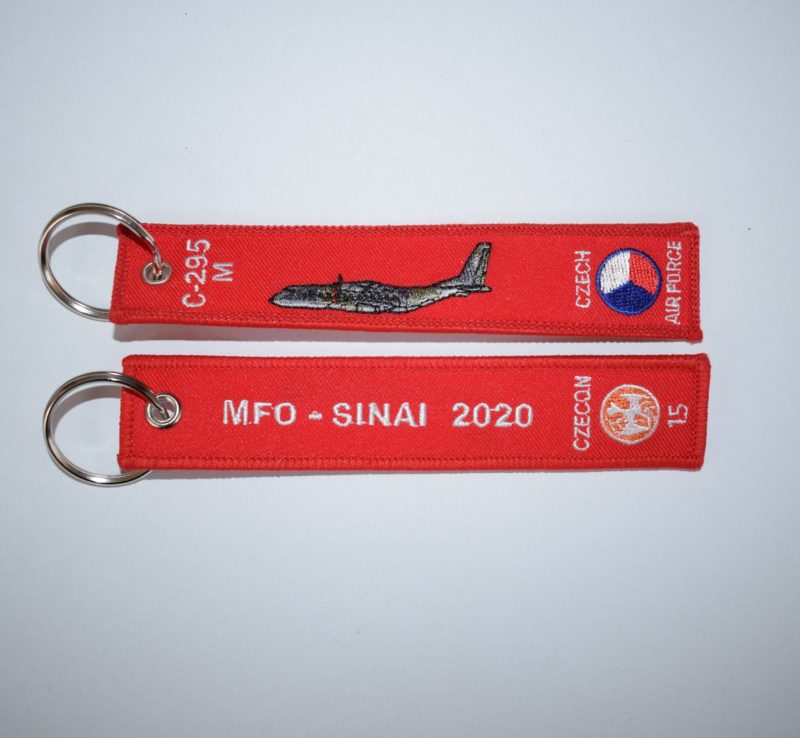 C-295
M
CZECH
AIR FORCE
MFO - SINAI 2020
CZECON
15